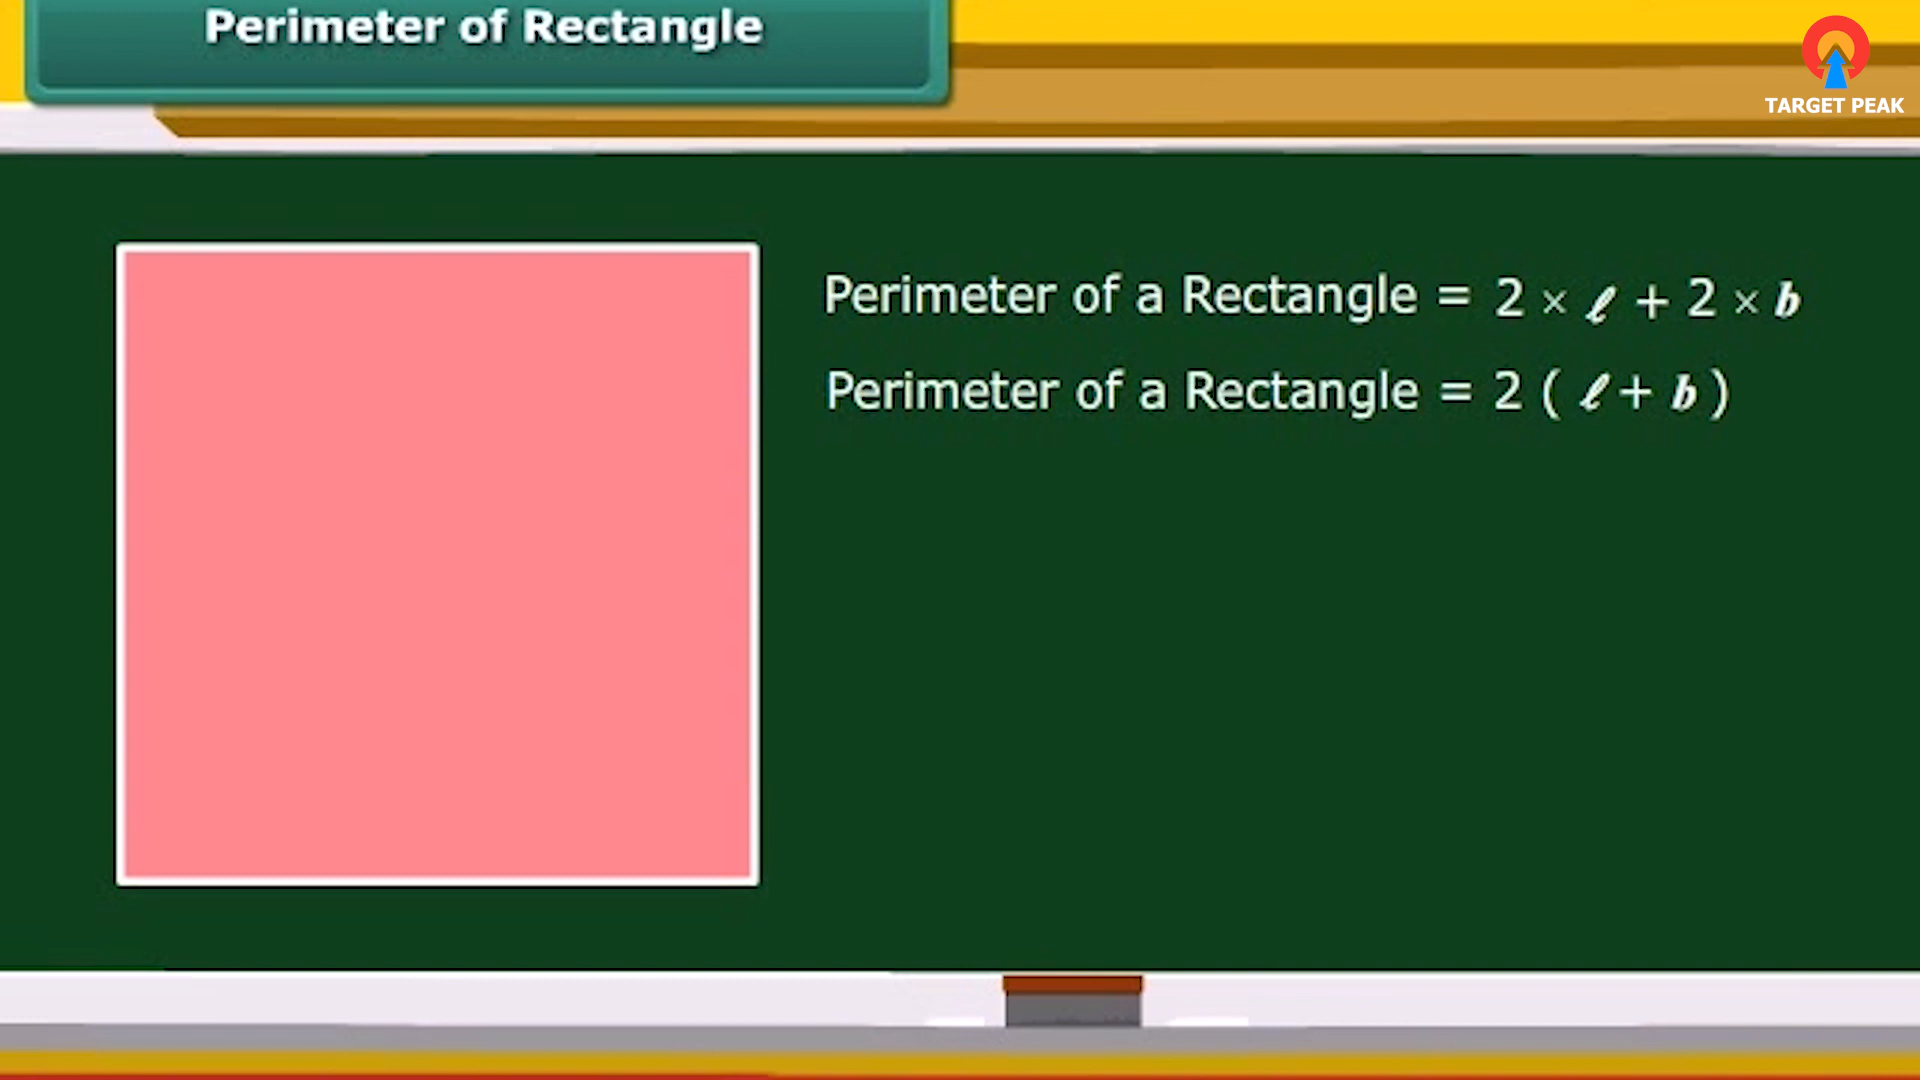 Perimeter of Rectangle
TARGET PEAK
Perimeter of a Rectangle = 2 × ℓ + 2 × b
Perimeter of a Rectangle = 2 ( ℓ + b )